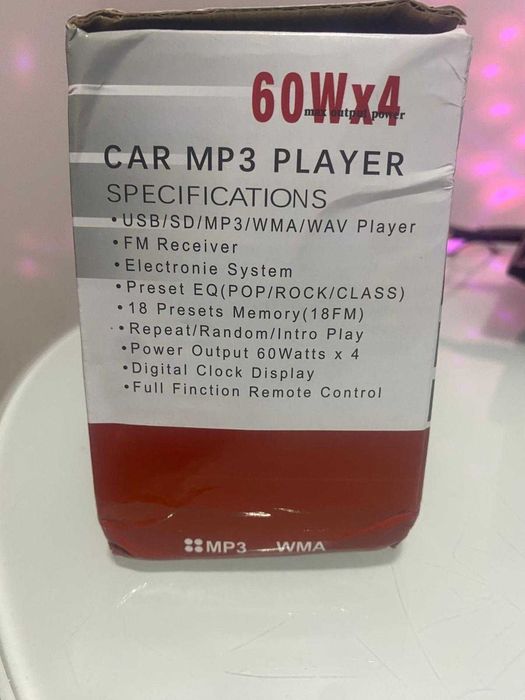 60Wx4
max output power
CAR MP3 PLAYER
SPECIFICATIONS
•USB/SD/MP3/WMA/WAV Player
•FM Receiver
•Electronie System
•Preset EQ(POP/ROCK/CLASS)
•18 Presets Memory(18FM)
•Repeat/Random/Intro Play
•Power Output 60Watts x 4
•Digital Clock Display
•Full Finction Remote Control
MP3 WMA